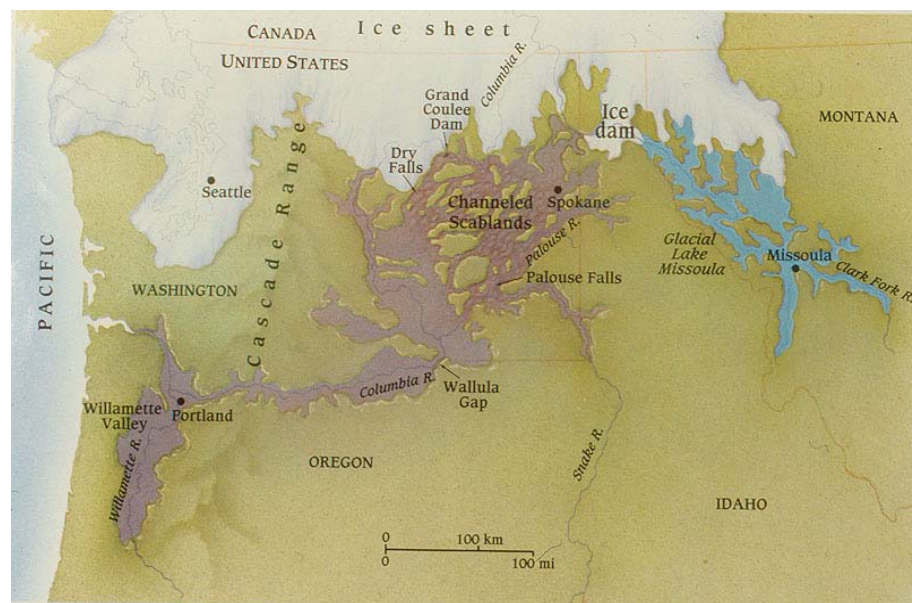 CANADA
Ice sheet
UNITED STATES
Columbia R.
Grand
Coulee
Dam
Ice
dam
MONTANA
Dry
Falls
Seattle
Cascade Range
Channeled
Scablands
Spokane
Palouse R.
Glacial
Lake
Missoula
Missoula
Clark Fork R.
PACIFIC
WASHINGTON
Palouse Falls
Columbia R.
Wallula
Gap
Willamette
Valley
Portland
Willamette R.
OREGON
Snake R.
IDAHO
0 100 km
0 100 mi